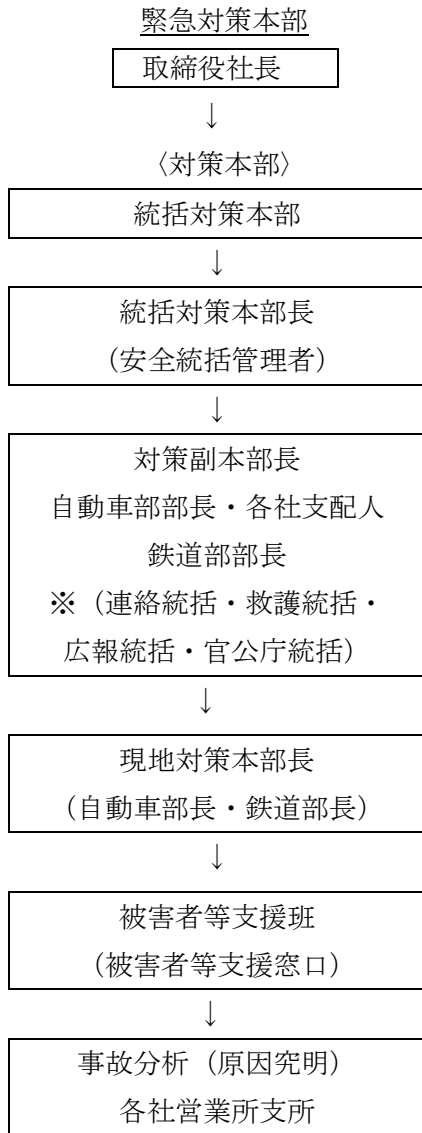 緊急対策本部
取締役社長
↓
〈対策本部〉
統括対策本部
↓
統括対策本部長
（安全統括管理者）
↓
対策副本部長
自動車部部長・各社支配人
鉄道部部長
※（連絡統括・救護統括・
広報統括・官公庁統括）
↓
現地対策本部長
（自動車部長・鉄道部長）
↓
被害者等支援班
（被害者等支援窓口）
↓
事故分析（原因究明）
各社営業所支所